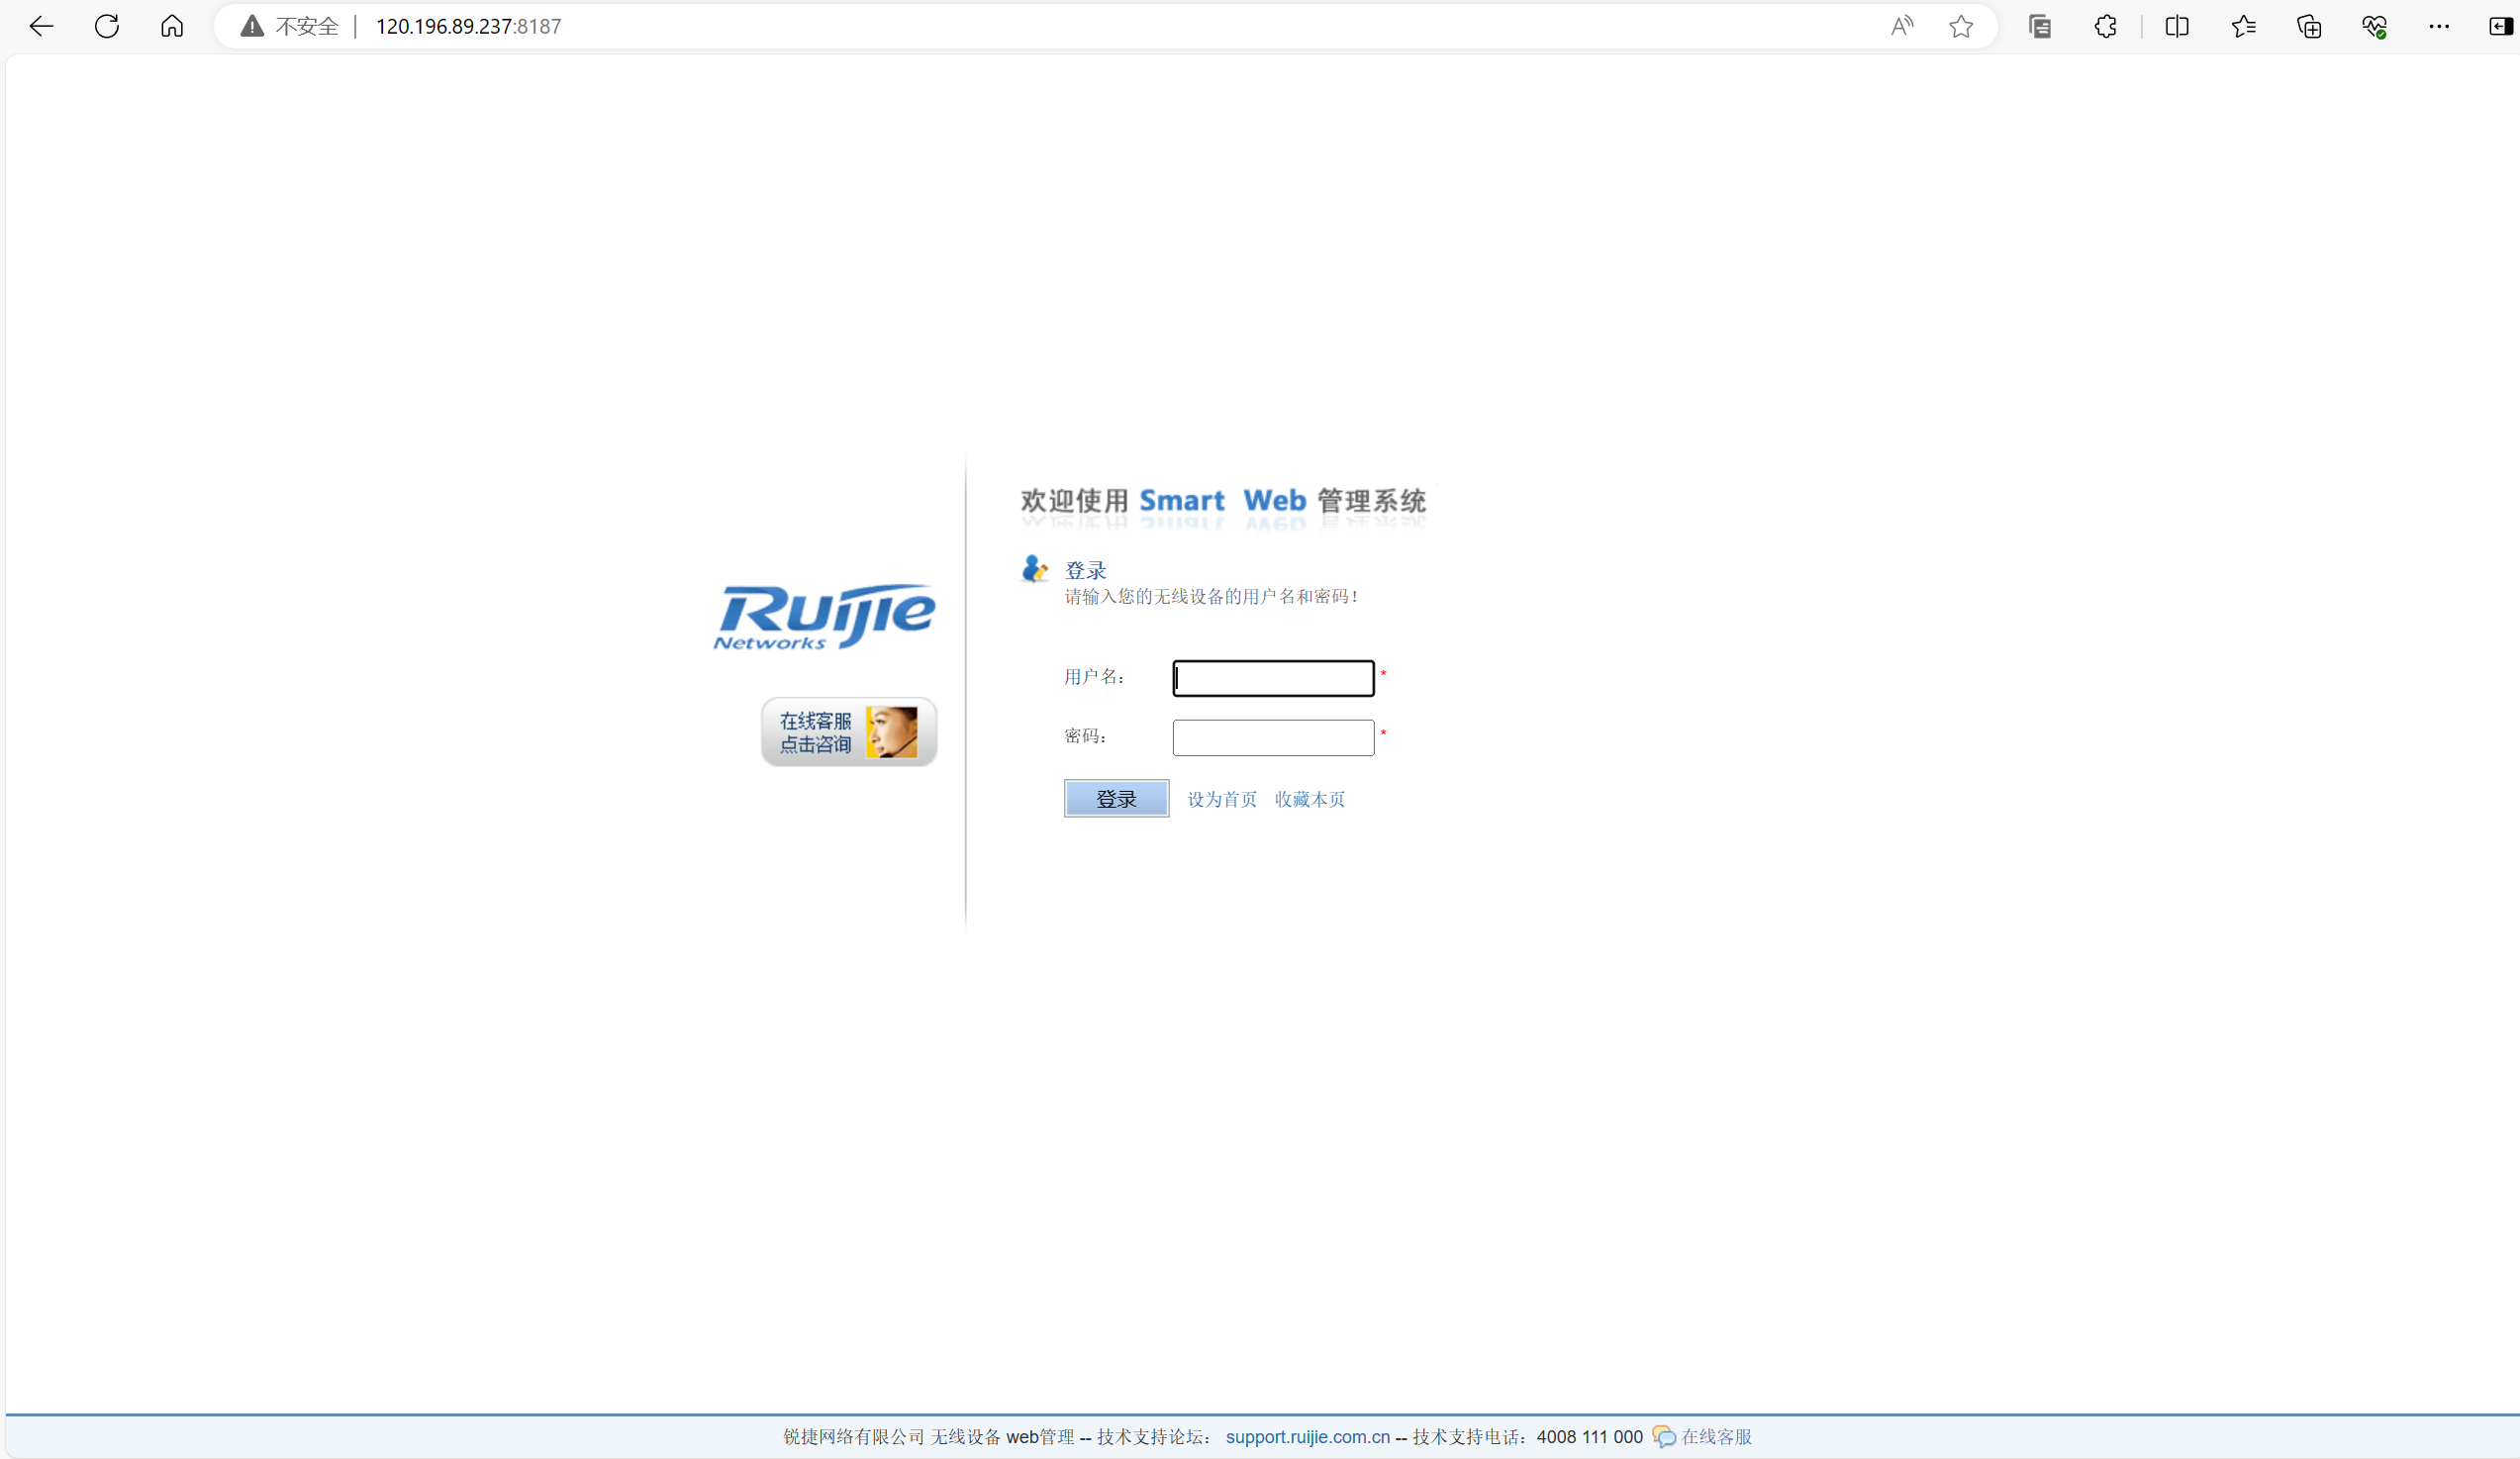 不安全 | 120.196.89.237:8187
欢迎使用 Smart Web 管理系统
登录
请输入您的无线设备的用户名和密码!
Ruijie
Networks
在线客服
点击咨询
用户名: *
密码: *
登录 设为首页 收藏本页
锐捷网络有限公司 无线设备 web管理 -- 技术支持论坛: support.ruijie.com.cn -- 技术支持电话: 4008 111 000 在线客服